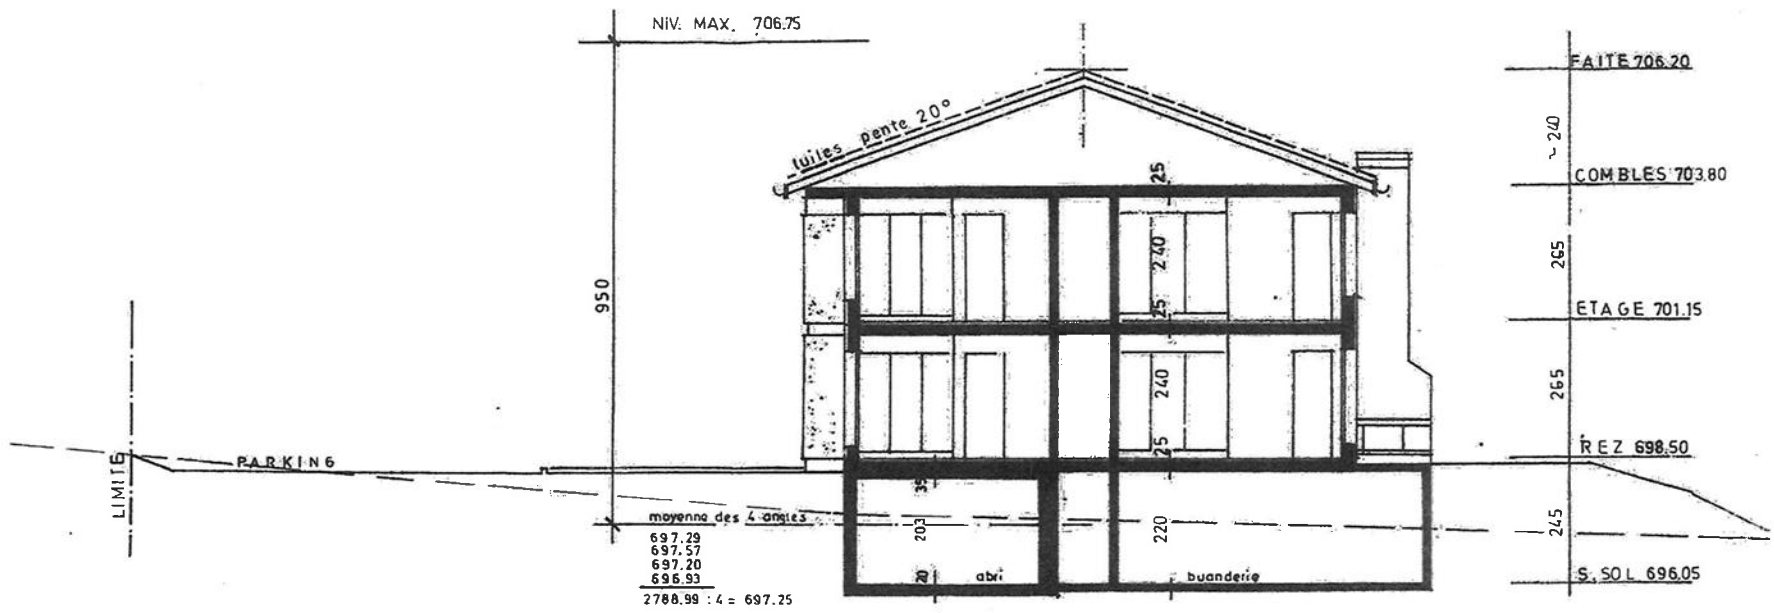 NIV. MAX. 706.75
FAITE 706.20
tuiles pente 20°
~ 240
COMBLES 703.80
25
240
265
950
25
ETAGE 701.15
240
265
25
REZ 698.50
LIMITE
PARKING
35
203
220
245
moyenne des 4 angles
697.29
697.57
697.20
696.93
2788.99 : 4 = 697.25
20
abri
buanderie
S. SOL 696.05